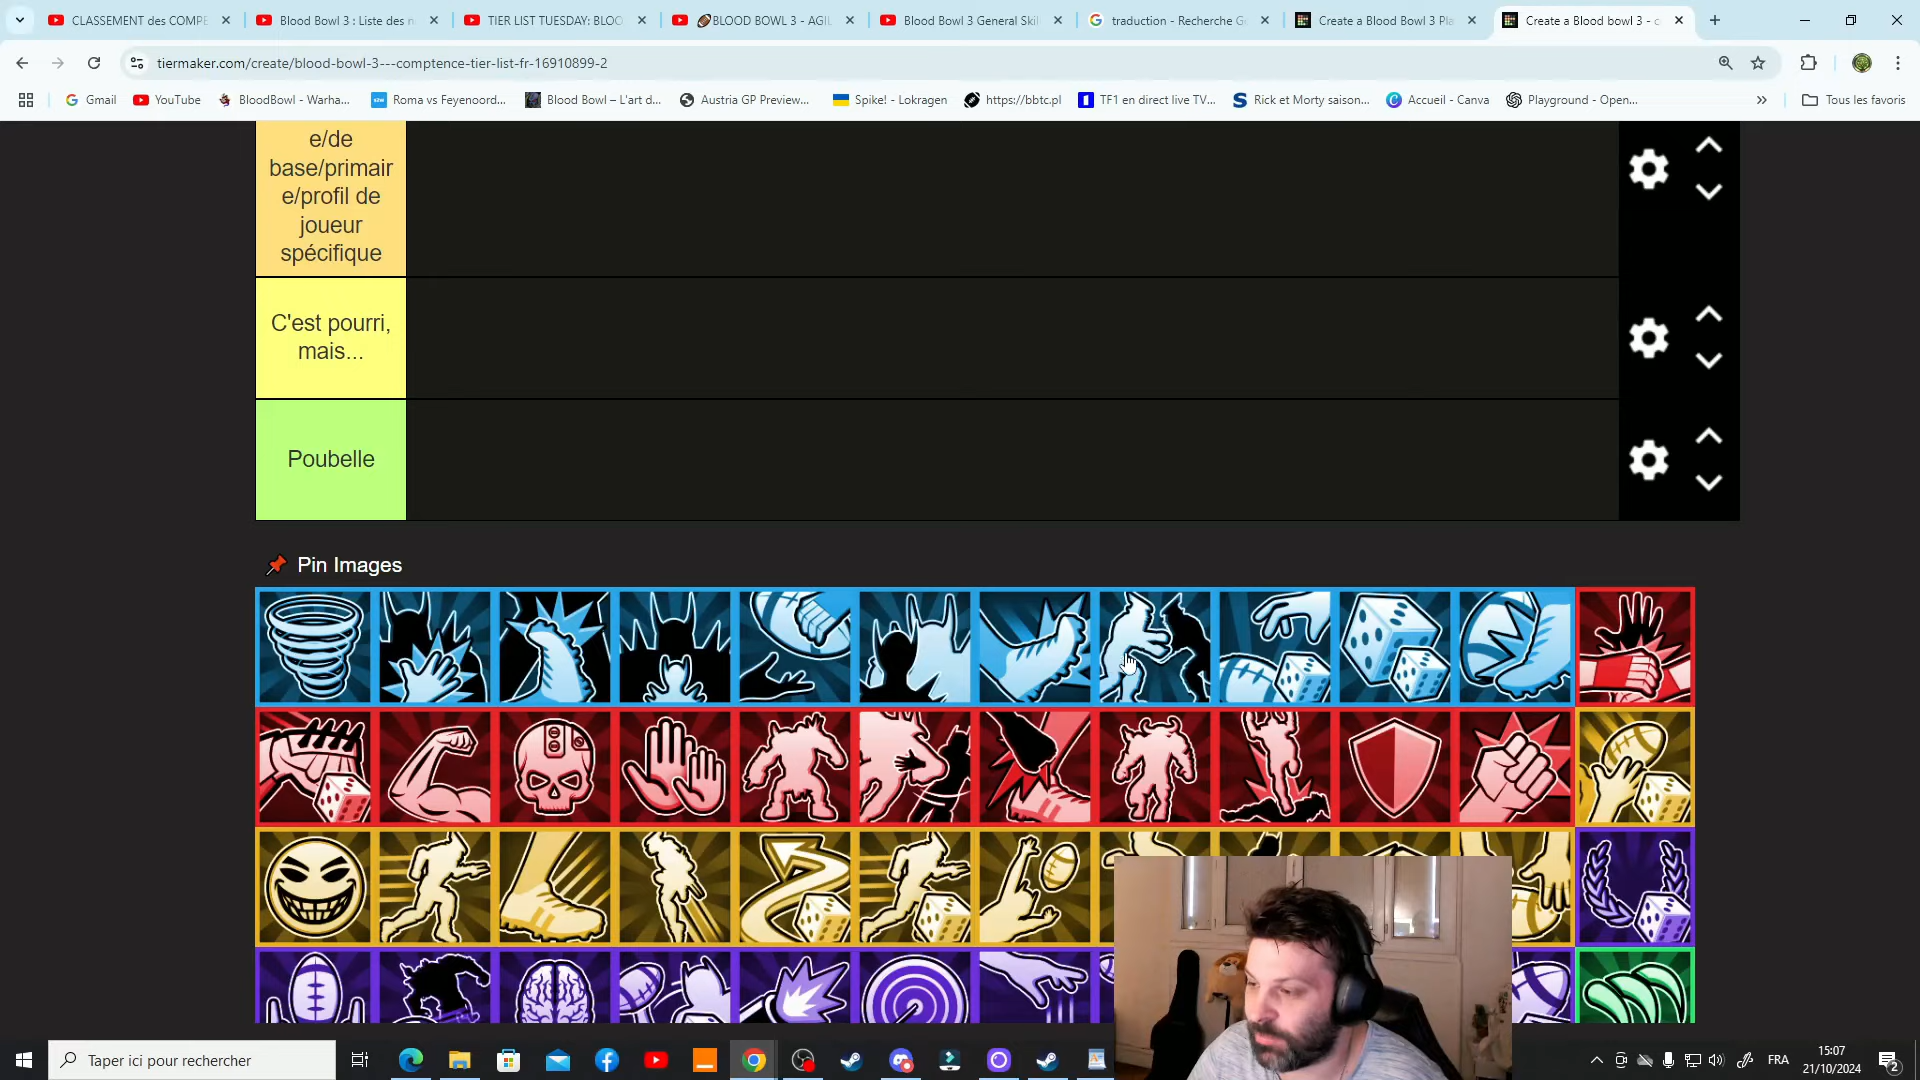 CLASSEMENT des COMPE
Blood Bowl 3 : Liste des n
TIER LIST TUESDAY: BLOO
🏈BLOOD BOWL 3 - AGIL
Blood Bowl 3 General Skil
traduction - Recherche G
Create a Blood Bowl 3 Pla
Create a Blood bowl 3 - c
tiermaker.com/create/blood-bowl-3---comptence-tier-list-fr-16910899-2
Gmail
YouTube
BloodBowl - Warha...
Roma vs Feyenoord...
Blood Bowl – L'art d...
Austria GP Preview...
Spike! - Lokragen
https://bbtc.pl
TF1 en direct live TV...
Rick et Morty saison...
Accueil - Canva
Playground - Open...
Tous les favoris
e/de
base/primair
e/profil de
joueur
spécifique
C'est pourri,
mais...
Poubelle
📌 Pin Images
Taper ici pour rechercher
FRA
15:07
21/10/2024
2